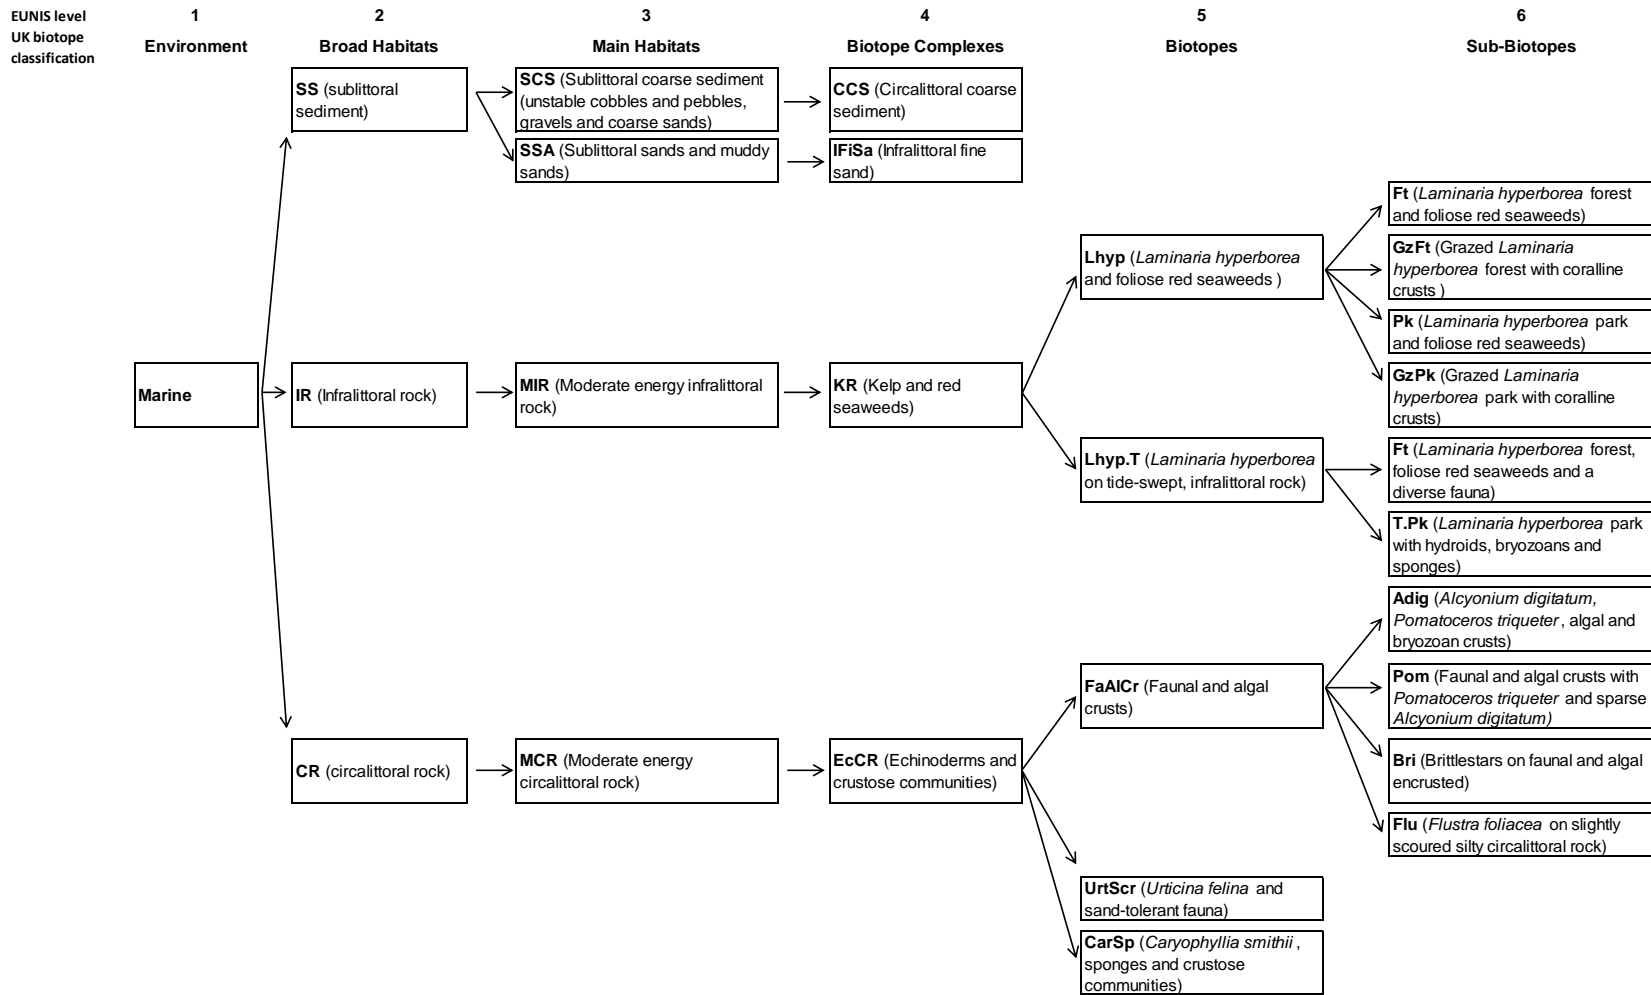 EUNIS level
UK biotope
classification
1
2
3
4
5
6
Environment
Broad Habitats
Main Habitats
Biotope Complexes
Biotopes
Sub-Biotopes
SS (sublittoral
sediment)
SCS (Sublittoral coarse sediment
(unstable cobbles and pebbles,
gravels and coarse sands)
CCS (Circalittoral coarse
sediment)
SSA (Sublittoral sands and muddy
sands)
IFiSa (Infralittoral fine
sand)
Marine
IR (Infralittoral rock)
MIR (Moderate energy infralittoral
rock)
KR (Kelp and red
seaweeds)
Lhyp (Laminaria hyperborea
and foliose red seaweeds )
Ft (Laminaria hyperborea forest
and foliose red seaweeds)
GzFt (Grazed Laminaria
hyperborea forest with coralline
crusts )
Pk (Laminaria hyperborea park
and foliose red seaweeds)
GzPk (Grazed Laminaria
hyperborea park with coralline
crusts)
Lhyp.T (Laminaria hyperborea
on tide-swept, infralittoral rock)
Ft (Laminaria hyperborea forest,
foliose red seaweeds and a
diverse fauna)
T.Pk (Laminaria hyperborea park
with hydroids, bryozoans and
sponges)
CR (circalittoral rock)
MCR (Moderate energy
circalittoral rock)
EcCR (Echinoderms and
crustose communities)
FaAlCr (Faunal and algal
crusts)
Adig (Alcyonium digitatum,
Pomatoceros triqueter, algal and
bryozoan crusts)
Pom (Faunal and algal crusts with
Pomatoceros triqueter and sparse
Alcyonium digitatum)
Bri (Brittlestars on faunal and algal
encrusted)
Flu (Flustra foliacea on slightly
scoured silty circalittoral rock)
UrtScr (Urticina felina and
sand-tolerant fauna)
CarSp (Caryophyllia smithii,
sponges and crustose
communities)